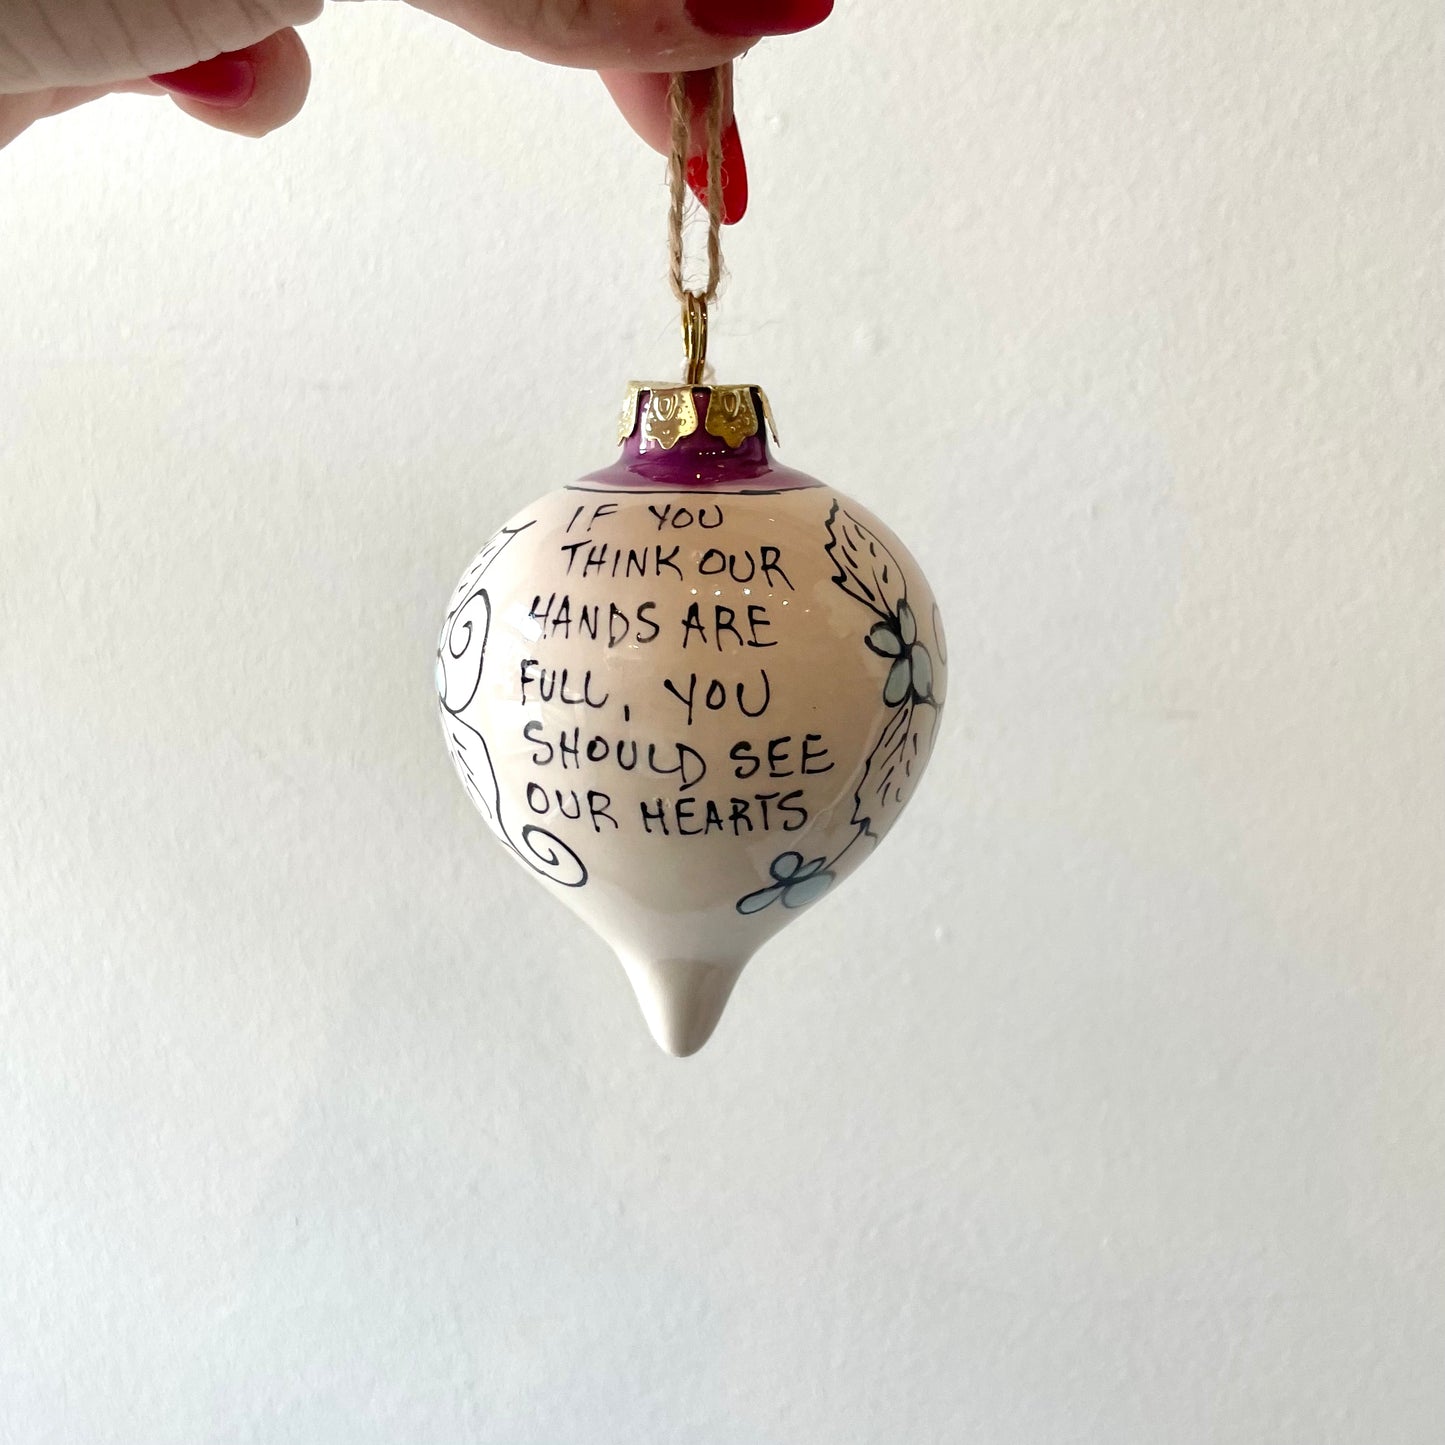 IF YOU
THINK OUR
HANDS ARE
FULL, YOU
SHOULD SEE
OUR HEARTS